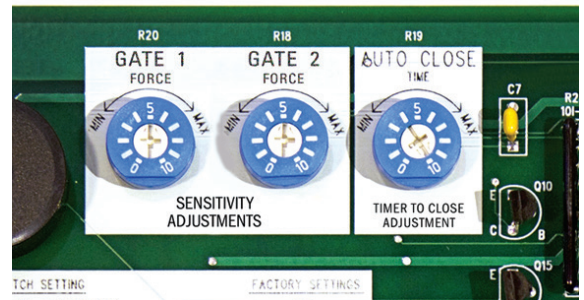 R20
R18
R19
GATE 1
FORCE
GATE 2
FORCE
AUTO CLOSE
TIME
MIN
5
MAX
0
10
MIN
5
MAX
0
10
MIN
5
MAX
0
10
SENSITIVITY
ADJUSTMENTS
TIMER TO CLOSE
ADJUSTMENT
C7
R2
10
Q10
E
C
B
Q15
E
TCH SETTING
FACTORY SETTINGS